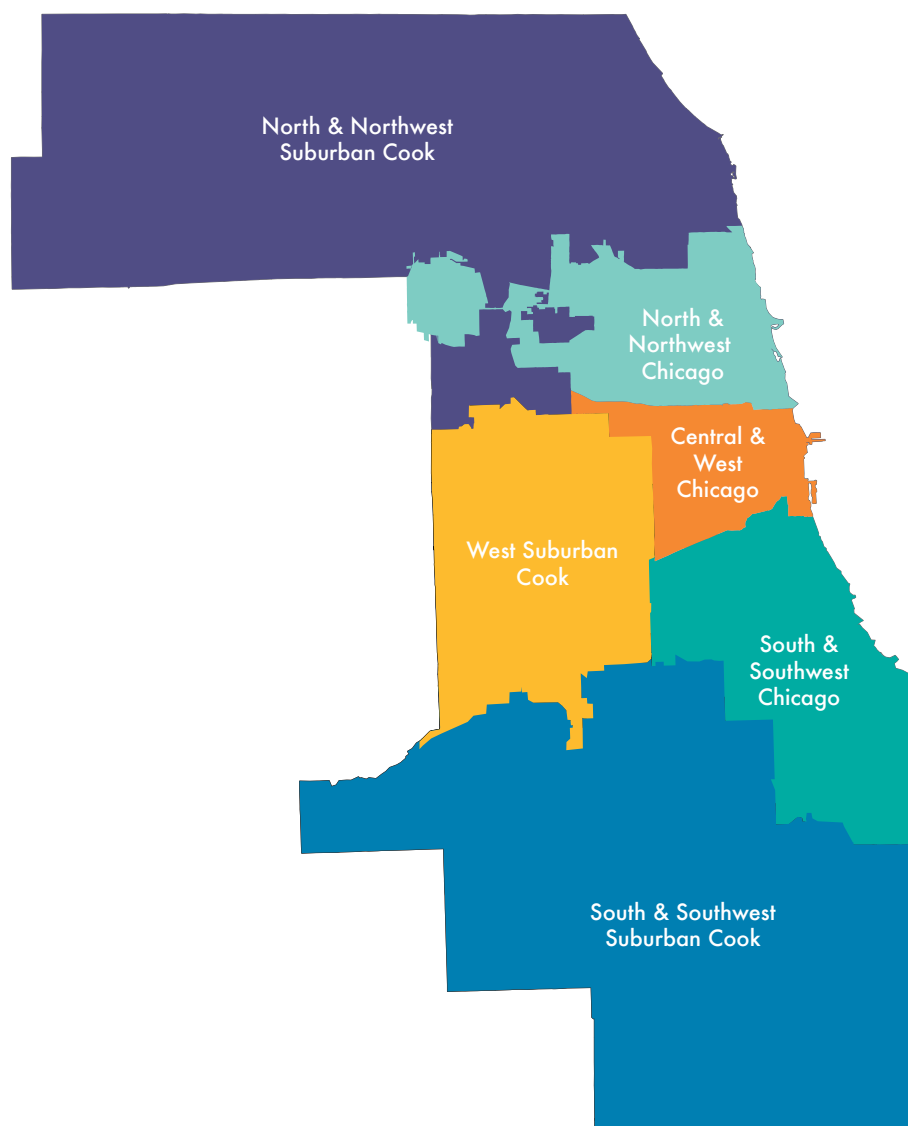 North & Northwest
Suburban Cook
North &
Northwest
Chicago
Central &
West
Chicago
West Suburban
Cook
South &
Southwest
Chicago
South & Southwest
Suburban Cook